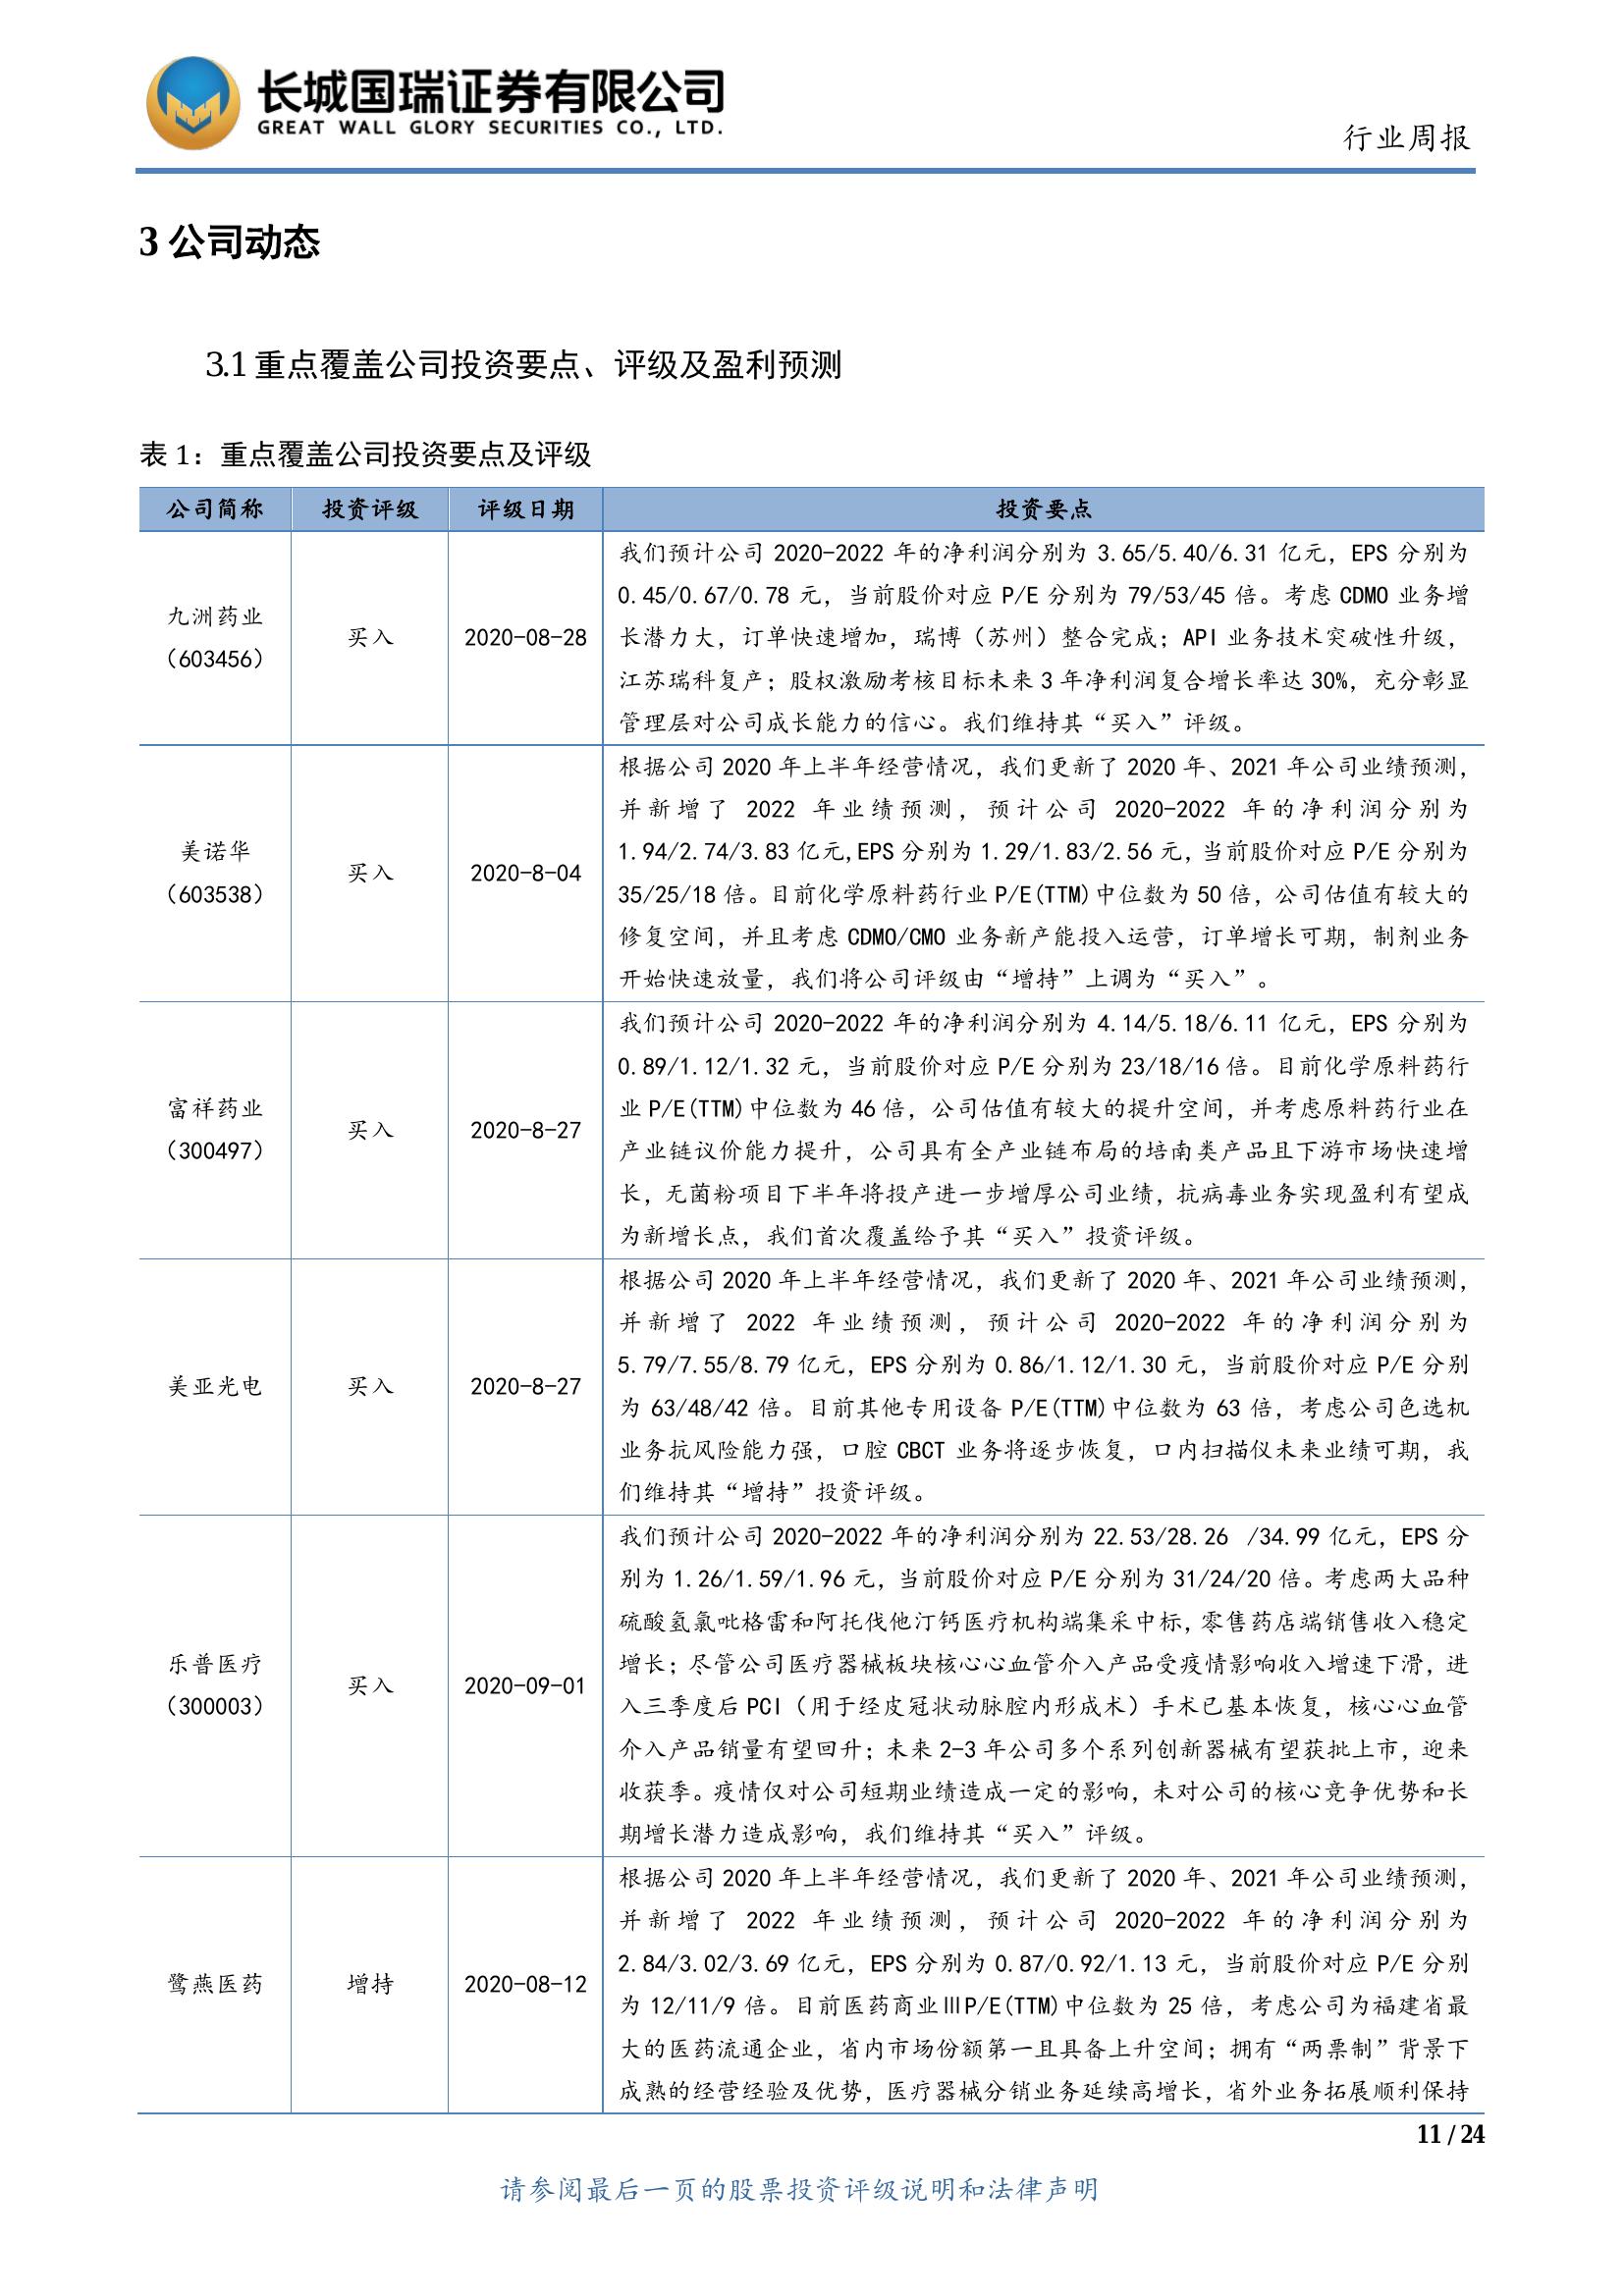 长城国瑞证券有限公司
GREAT WALL GLORY SECURITIES CO., LTD.
行业周报
3 公司动态
3.1 重点覆盖公司投资要点、评级及盈利预测
表 1：重点覆盖公司投资要点及评级
公司简称 投资评级 评级日期 投资要点
九洲药业
（603456）
买入
2020-08-28
我们预计公司 2020-2022 年的净利润分别为 3.65/5.40/6.31 亿元，EPS 分别为
0.45/0.67/0.78 元，当前股价对应 P/E 分别为 79/53/45 倍。考虑 CDMO 业务增
长潜力大，订单快速增加，瑞博（苏州）整合完成；API 业务技术突破性升级，
江苏瑞科复产；股权激励考核目标未来 3 年净利润复合增长率达 30%，充分彰显
管理层对公司成长能力的信心。我们维持其“买入”评级。
美诺华
（603538）
买入
2020-8-04
根据公司 2020 年上半年经营情况，我们更新了 2020 年、2021 年公司业绩预测，
并新增了 2022 年业绩预测，预计公司 2020-2022 年的净利润分别为
1.94/2.74/3.83 亿元,EPS 分别为 1.29/1.83/2.56 元,当前股价对应 P/E 分别为
35/25/18 倍。目前化学原料药行业 P/E(TTM)中位数为 50 倍，公司估值有较大的
修复空间，并且考虑 CDMO/CMO 业务新产能投入运营，订单增长可期，制剂业务
开始快速放量，我们将公司评级由“增持”上调为“买入”。
富祥药业
（300497）
买入
2020-8-27
我们预计公司 2020-2022 年的净利润分别为 4.14/5.18/6.11 亿元，EPS 分别为
0.89/1.12/1.32 元，当前股价对应 P/E 分别为 23/18/16 倍。目前化学原料药行
业 P/E(TTM)中位数为 46 倍，公司估值有较大的提升空间，并考虑原料药行业在
产业链议价能力提升，公司具有全产业链布局的培南类产品且下游市场快速增
长，无菌粉项目下半年将投产进一步增厚公司业绩，抗病毒业务实现盈利有望成
为新增长点，我们首次覆盖给予其“买入”投资评级。
美亚光电
买入
2020-8-27
根据公司 2020 年上半年经营情况，我们更新了 2020 年、2021 年公司业绩预测，
并新增了 2022 年业绩预测，预计公司 2020-2022 年的净利润分别为
5.79/7.55/8.79 亿元，EPS 分别为 0.86/1.12/1.30 元，当前股价对应 P/E 分别
为 63/48/42 倍。目前其他专用设备 P/E(TTM)中位数为 63 倍，考虑公司色选机
业务抗风险能力强，口腔 CBCT 业务将逐步恢复，口内扫描仪未来业绩可期，我
们维持其“增持”投资评级。
乐普医疗
（300003）
买入
2020-09-01
我们预计公司 2020-2022 年的净利润分别为 22.53/28.26 /34.99 亿元，EPS 分
别为 1.26/1.59/1.96 元，当前股价对应 P/E 分别为 31/24/20 倍。考虑两大品种
硫酸氢氯吡格雷和阿托伐他汀钙医疗机构端集采中标，零售药店端销售收入稳定
增长；尽管公司医疗器械板块核心心血管介入产品受疫情影响收入增速下滑，进
入三季度后 PCI（用于经皮冠状动脉腔内形成术）手术已基本恢复，核心心血管
介入产品销量有望回升；未来 2-3 年公司多个系列创新器械有望获批上市，迎来
收获季。疫情仅对公司短期业绩造成一定的影响，未对公司的核心竞争优势和长
期增长潜力造成影响，我们维持其“买入”评级。
鹭燕医药
增持
2020-08-12
根据公司 2020 年上半年经营情况，我们更新了 2020 年、2021 年公司业绩预测，
并新增了 2022 年业绩预测，预计公司 2020-2022 年的净利润分别为
2.84/3.02/3.69 亿元，EPS 分别为 0.87/0.92/1.13 元，当前股价对应 P/E 分别
为 12/11/9 倍。目前医药商业ⅢP/E(TTM)中位数为 25 倍，考虑公司为福建省最
大的医药流通企业，省内市场份额第一且具备上升空间；拥有“两票制”背景下
成熟的经营经验及优势，医疗器械分销业务延续高增长，省外业务拓展顺利保持
11 / 24
请参阅最后一页的股票投资评级说明和法律声明